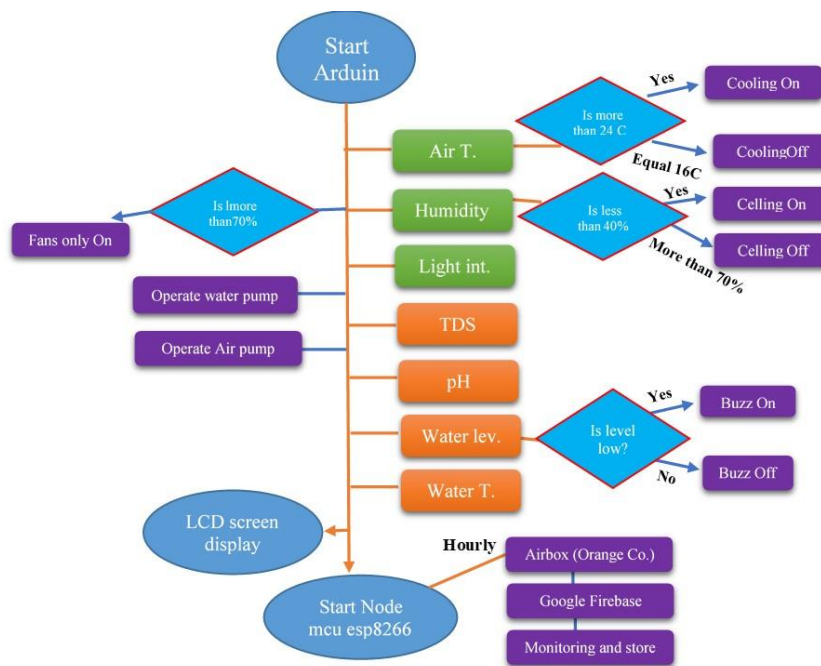 Start
Arduin
Yes
Cooling On
Is more
than 24 C
Air T.
Equal 16C
CoolingOff
Is lmore
than70%
Humidity
Is less
than 40%
Yes
Celling On
Fans only On
More than 70%
Celling Off
Light int.
Operate water pump
TDS
Operate Air pump
pH
Yes
Buzz On
Water lev.
Is level
low?
No
Buzz Off
Water T.
LCD screen
display
Hourly
Airbox (Orange Co.)
Start Node
mcu esp8266
Google Firebase
Monitoring and store